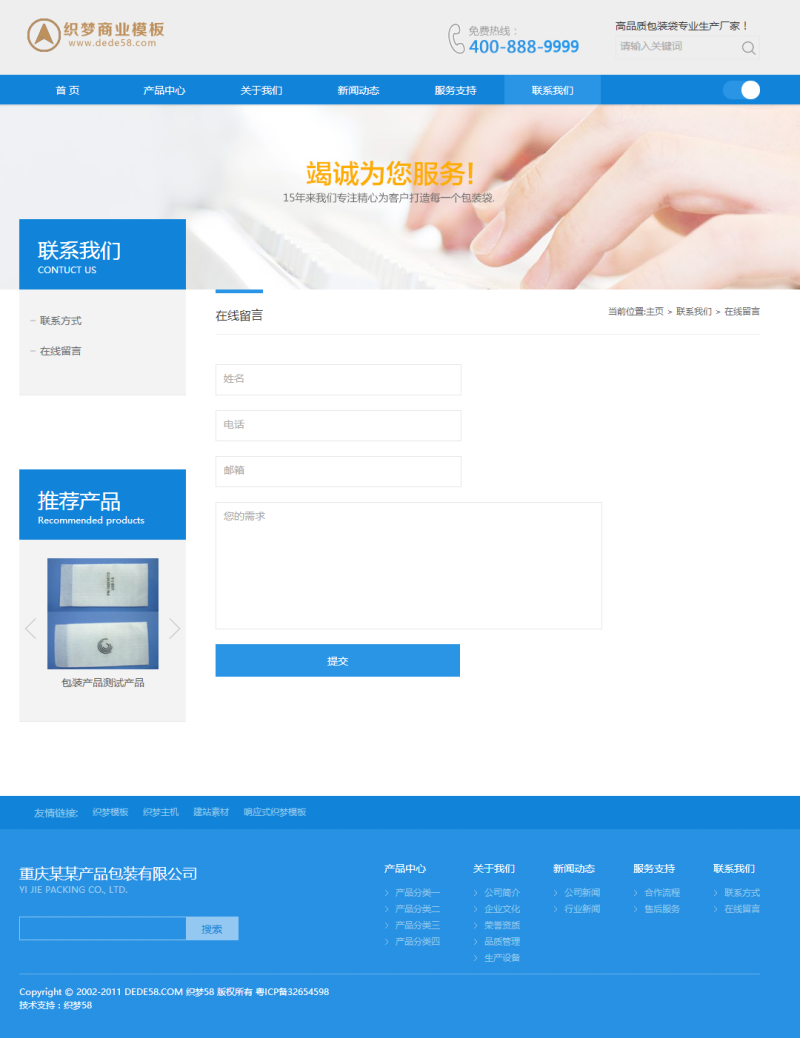 织梦商业模板
www.dede58.com
免费热线：
400-888-9999
高品质包装袋专业生产厂家！
请输入关键词
首 页 产品中心 关于我们 新闻动态 服务支持 联系我们
竭诚为您服务!
15年来我们专注精心为客户打造每一个包装袋.
联系我们
CONTUCT US
联系方式
在线留言
在线留言
当前位置:主页 > 联系我们 > 在线留言
姓名
电话
邮箱
您的需求
提交
推荐产品
Recommended products
包装产品测试产品
友情链接: 织梦模板 织梦主机 建站素材 响应式织梦模板
重庆某某产品包装有限公司
YI JIE PACKING CO., LTD.
搜索
产品中心
产品分类一
产品分类二
产品分类三
产品分类四
关于我们
公司简介
企业文化
荣誉资质
品质管理
生产设备
新闻动态
公司新闻
行业新闻
服务支持
合作流程
售后服务
联系我们
联系方式
在线留言
Copyright © 2002-2011 DEDE58.COM 织梦58 版权所有 粤ICP备32654598
技术支持：织梦58